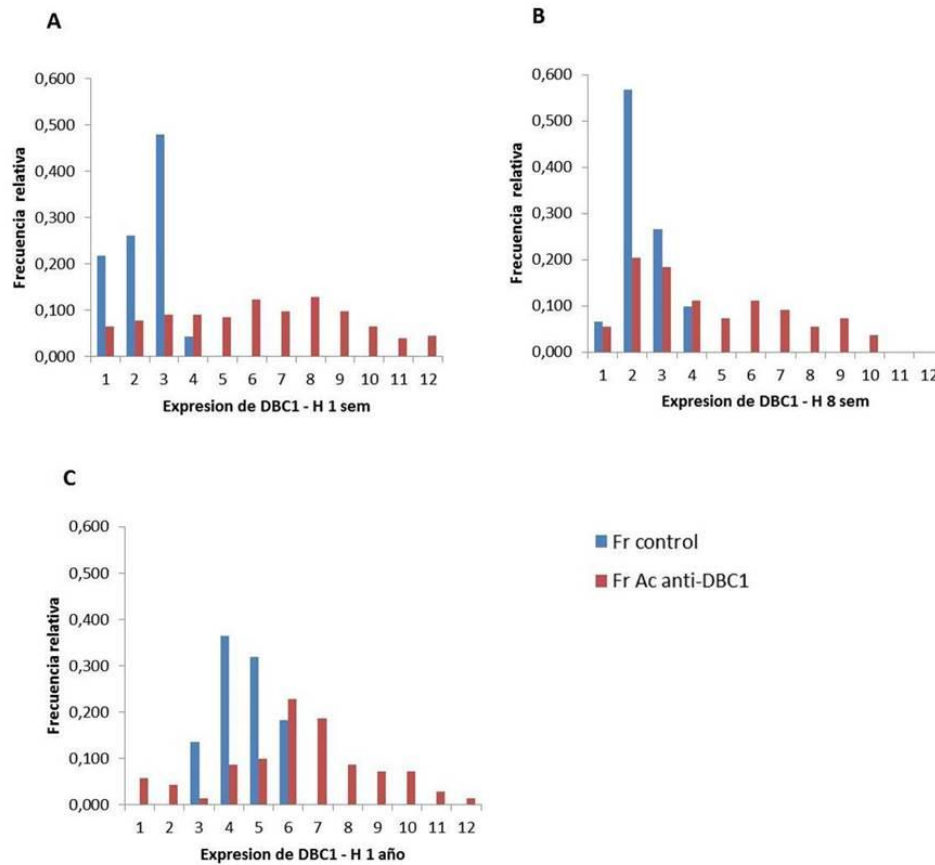 A
Frecuencia relativa
0,600
0,500
0,400
0,300
0,200
0,100
0,000
1 2 3 4 5 6 7 8 9 10 11 12
Expresion de DBC1 - H 1 sem
B
Frecuencia relativa
0,600
0,500
0,400
0,300
0,200
0,100
0,000
1 2 3 4 5 6 7 8 9 10 11 12
Expresion de DBC1 - H 8 sem
C
Frecuencia relativa
0,600
0,500
0,400
0,300
0,200
0,100
0,000
1 2 3 4 5 6 7 8 9 10 11 12
Expresion de DBC1 - H 1 año
Fr control
Fr Ac anti-DBC1